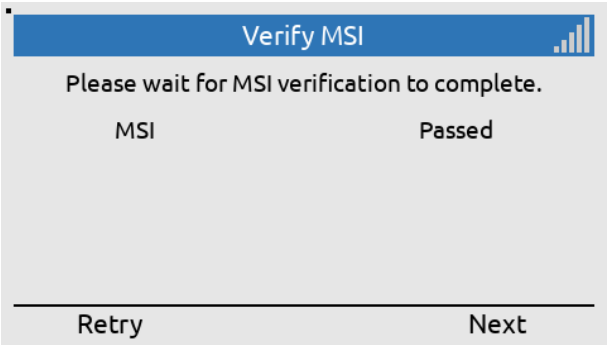 Verify MSI
Please wait for MSI verification to complete.
MSI Passed
Retry Next